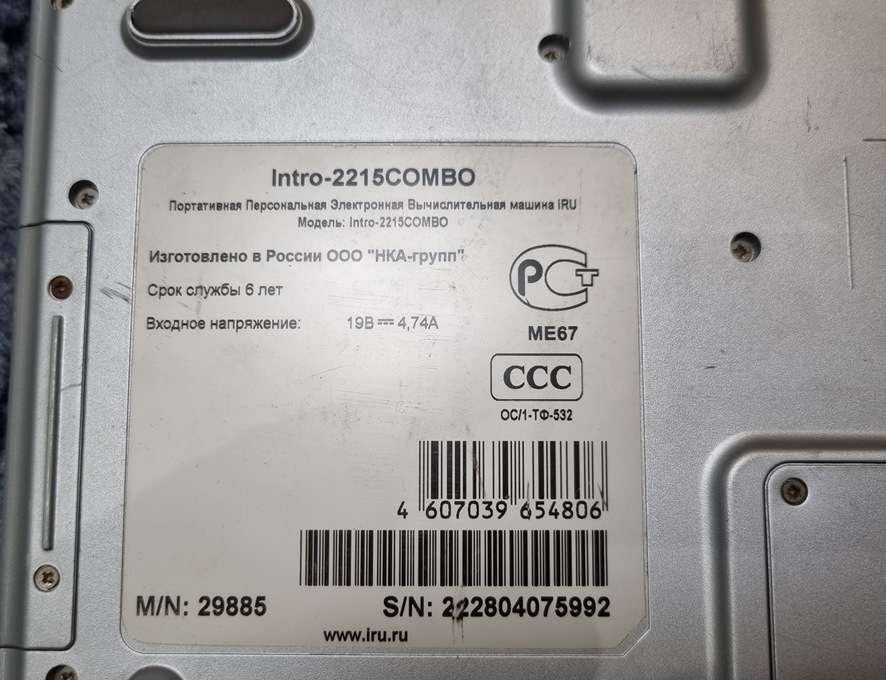 Intro-2215COMBO
Портативная Персональная Электронная Вычислительная машина IRU
Модель: Intro-2215COMBO
Изготовлено в России ООО "НКА-групп"
Срок службы 6 лет
Входное напряжение: 19В 4,74А
РСТ
МЕ67
ССС
ОС/1-ТФ-532
4 607039 654806
M/N: 29885 S/N: 222804075992
www.iru.ru